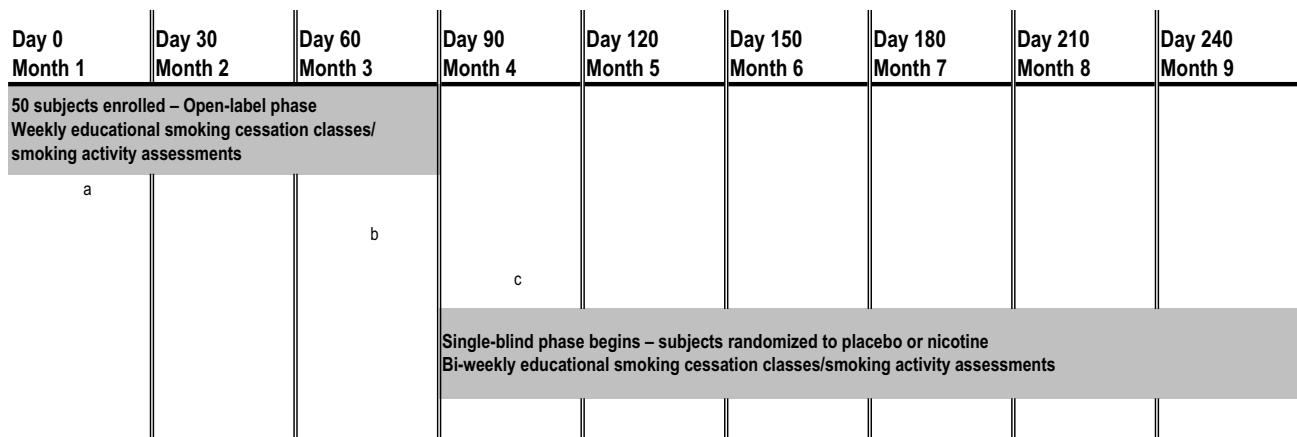 Day 0 Day 30 Day 60 Day 90 Day 120 Day 150 Day 180 Day 210 Day 240
Month 1 Month 2 Month 3 Month 4 Month 5 Month 6 Month 7 Month 8 Month 9
50 subjects enrolled – Open-label phase
Weekly educational smoking cessation classes/
smoking activity assessments
a
b
c
Single-blind phase begins – subjects randomized to placebo or nicotine
Bi-weekly educational smoking cessation classes/smoking activity assessments